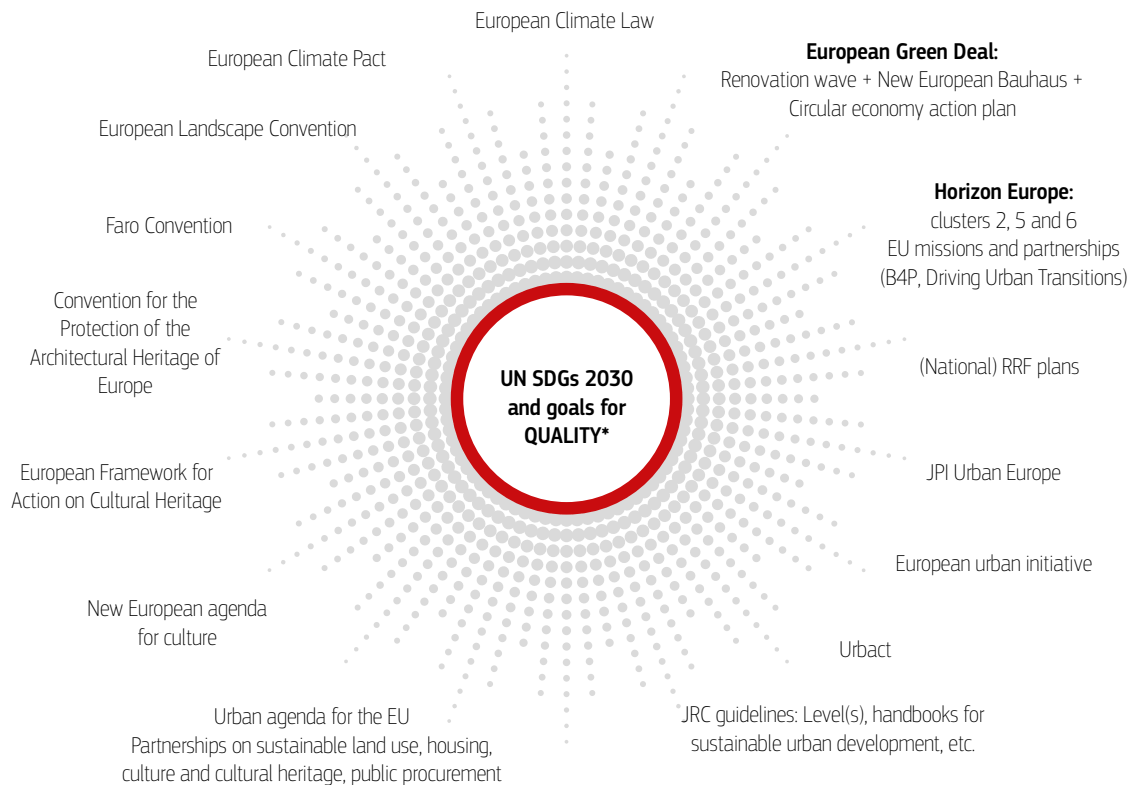 European Climate Law
European Climate Pact
European Green Deal:
Renovation wave + New European Bauhaus +
Circular economy action plan
European Landscape Convention
Horizon Europe:
clusters 2, 5 and 6
EU missions and partnerships
(B4P, Driving Urban Transitions)
Faro Convention
Convention for the
Protection of the
Architectural Heritage of
Europe
(National) RRF plans
UN SDGs 2030
and goals for
QUALITY*
European Framework for
Action on Cultural Heritage
JPI Urban Europe
European urban initiative
New European agenda
for culture
Urbact
Urban agenda for the EU
Partnerships on sustainable land use, housing,
culture and cultural heritage, public procurement
JRC guidelines: Level(s), handbooks for
sustainable urban development, etc.